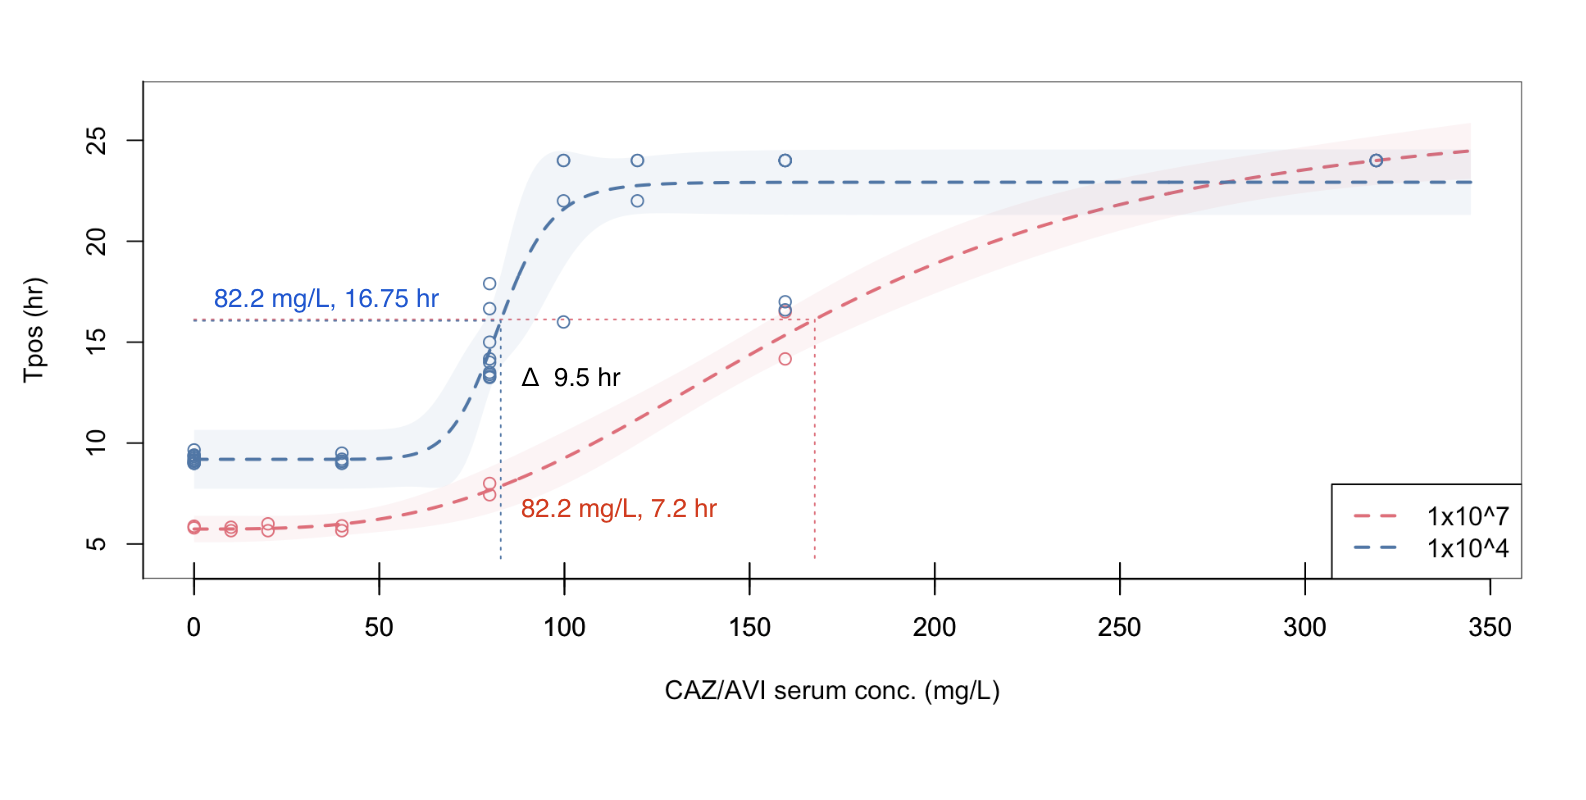 Tpos (hr)
25
20
15
10
5
82.2 mg/L, 16.75 hr
Δ 9.5 hr
82.2 mg/L, 7.2 hr
1x10^7
1x10^4
0 50 100 150 200 250 300 350
CAZ/AVI serum conc. (mg/L)